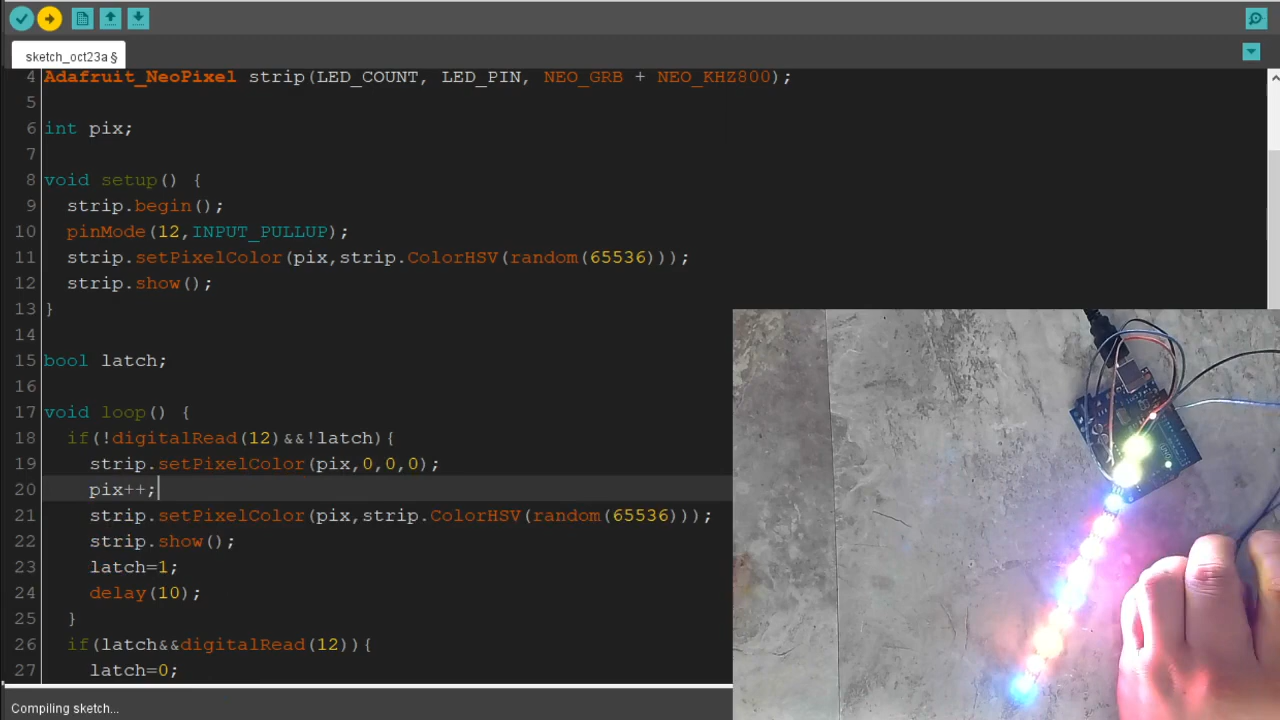 sketch_oct23a §
4 Adafruit_NeoPixel strip(LED_COUNT, LED_PIN, NEO_GRB + NEO_KHZ800);
5
6 int pix;
7
8 void setup() {
9 strip.begin();
10 pinMode(12,INPUT_PULLUP);
11 strip.setPixelColor(pix,strip.ColorHSV(random(65536)));
12 strip.show();
13 }
14
15 bool latch;
16
17 void loop() {
18 if(!digitalRead(12)&&!latch){
19 strip.setPixelColor(pix,0,0,0);
20 pix++;
21 strip.setPixelColor(pix,strip.ColorHSV(random(65536)));
22 strip.show();
23 latch=1;
24 delay(10);
25 }
26 if(latch&&digitalRead(12)){
27 latch=0;
Compiling sketch...